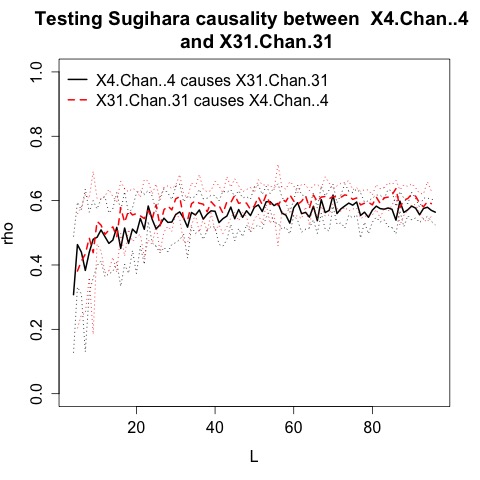 Testing Sugihara causality between  X4.Chan..4
and X31.Chan.31
X4.Chan..4 causes X31.Chan.31
X31.Chan.31 causes X4.Chan..4
1.0
0.8
0.6
0.4
0.2
0.0
rho
20 40 60 80
L